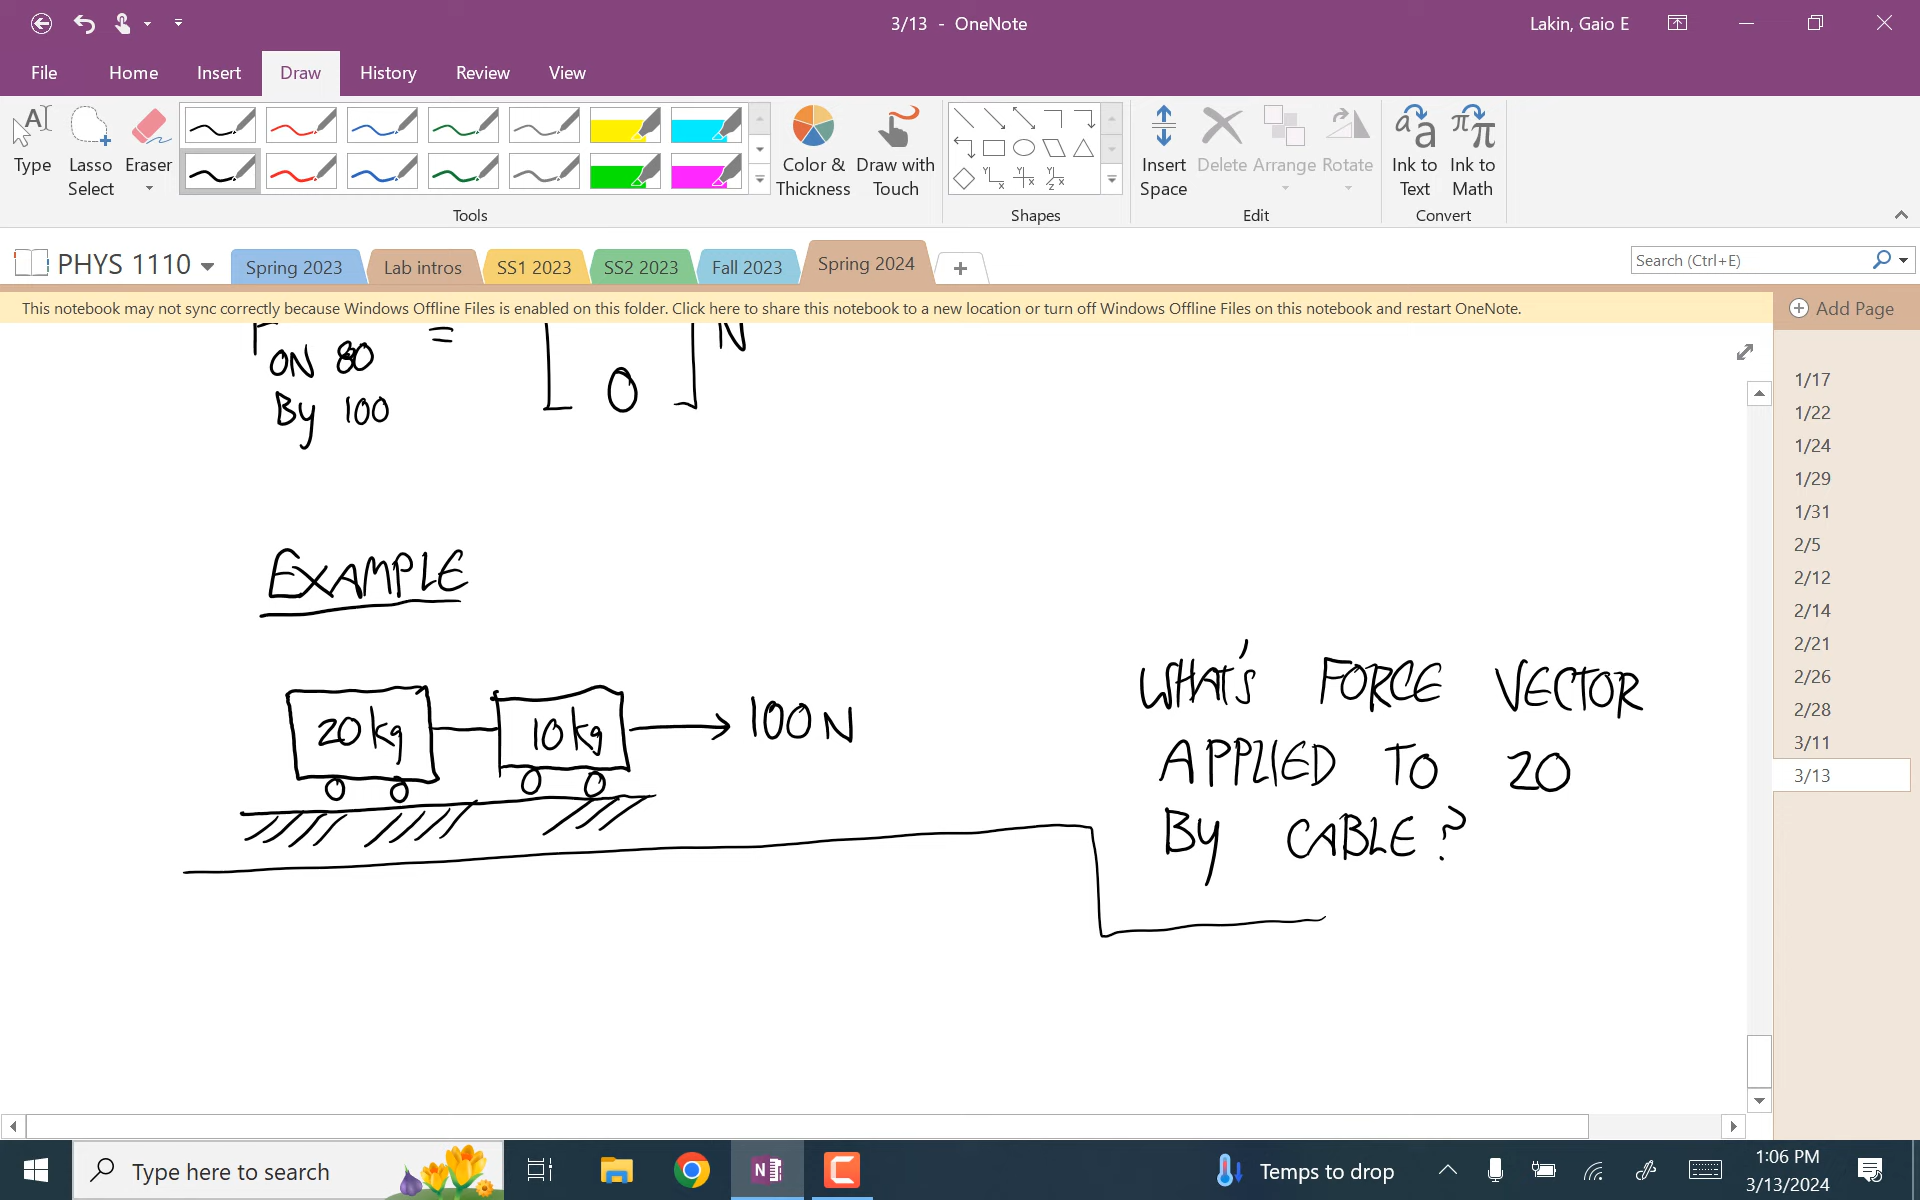 3/13 - OneNote
Lakin, Gaio E
File Home Insert Draw History Review View
Type
Lasso Select
Eraser
Color & Thickness
Draw with Touch
Insert Space
Delete
Arrange
Rotate
Ink to Text
Ink to Math
Tools
Shapes
Edit
Convert
PHYS 1110
Spring 2023
Lab intros
SS1 2023
SS2 2023
Fall 2023
Spring 2024
+
Search (Ctrl+E)
This notebook may not sync correctly because Windows Offline Files is enabled on this folder. Click here to share this notebook to a new location or turn off Windows Offline Files on this notebook and restart OneNote.
Add Page
1/17
1/22
1/24
1/29
1/31
2/5
2/12
2/14
2/21
2/26
2/28
3/11
3/13
F = [ ] N
ON 80
0
By 100
EXAMPLE
20 kg
10 kg
100 N
WHAT'S FORCE VECTOR
APPLIED TO 20
By CABLE?
Type here to search
Temps to drop
1:06 PM
3/13/2024